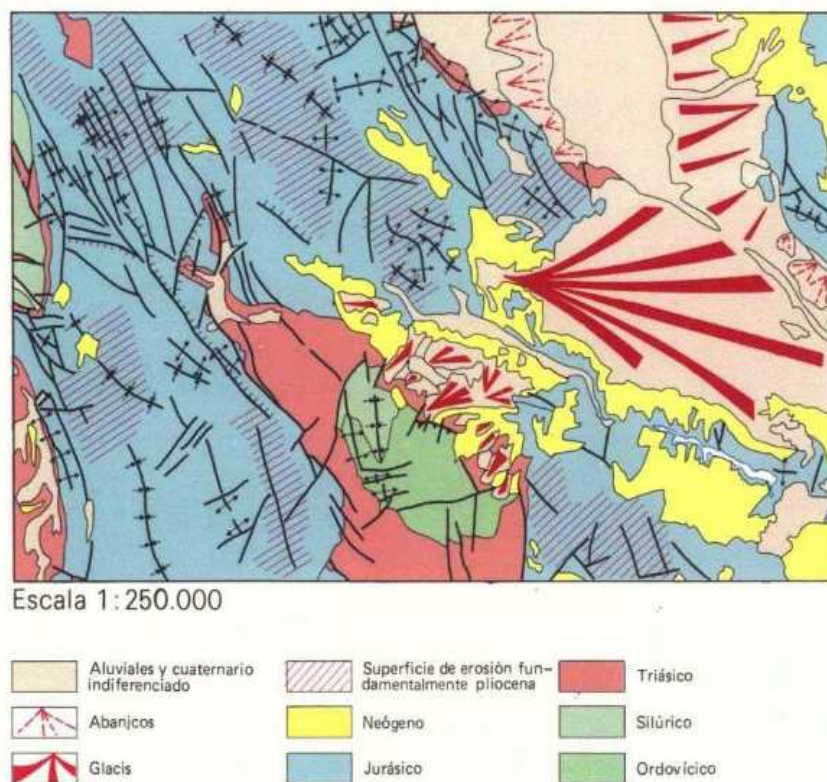 Escala 1:250.000
Aluviales y cuaternario
indiferenciado
Abanjcos
Glacis
Superficie de erosión fun-
damentalmente pliocena
Neógeno
Jurásico
Triásico
Silúrico
Ordovícico